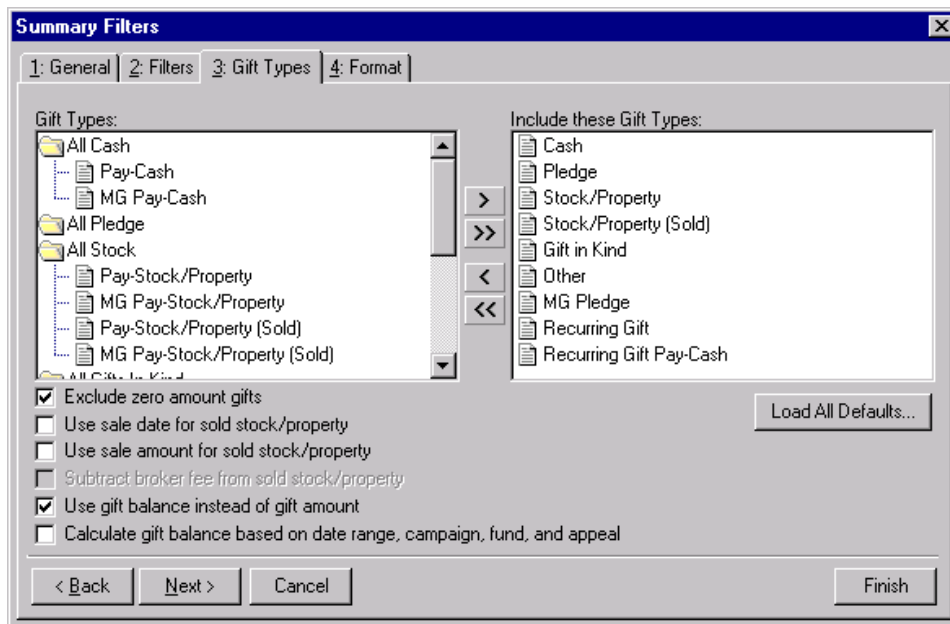 Summary Filters
1: General 2: Filters 3: Gift Types 4: Format
Gift Types:
All Cash
Pay-Cash
MG Pay-Cash
All Pledge
All Stock
Pay-Stock/Property
MG Pay-Stock/Property
Pay-Stock/Property (Sold)
MG Pay-Stock/Property (Sold)
All Gifts In Kind
>
>>
<
<<
Include these Gift Types:
Cash
Pledge
Stock/Property
Stock/Property (Sold)
Gift in Kind
Other
MG Pledge
Recurring Gift
Recurring Gift Pay-Cash
Exclude zero amount gifts
Use sale date for sold stock/property
Use sale amount for sold stock/property
Subtract broker fee from sold stock/property
Use gift balance instead of gift amount
Calculate gift balance based on date range, campaign, fund, and appeal
Load All Defaults...
< Back Next > Cancel Finish